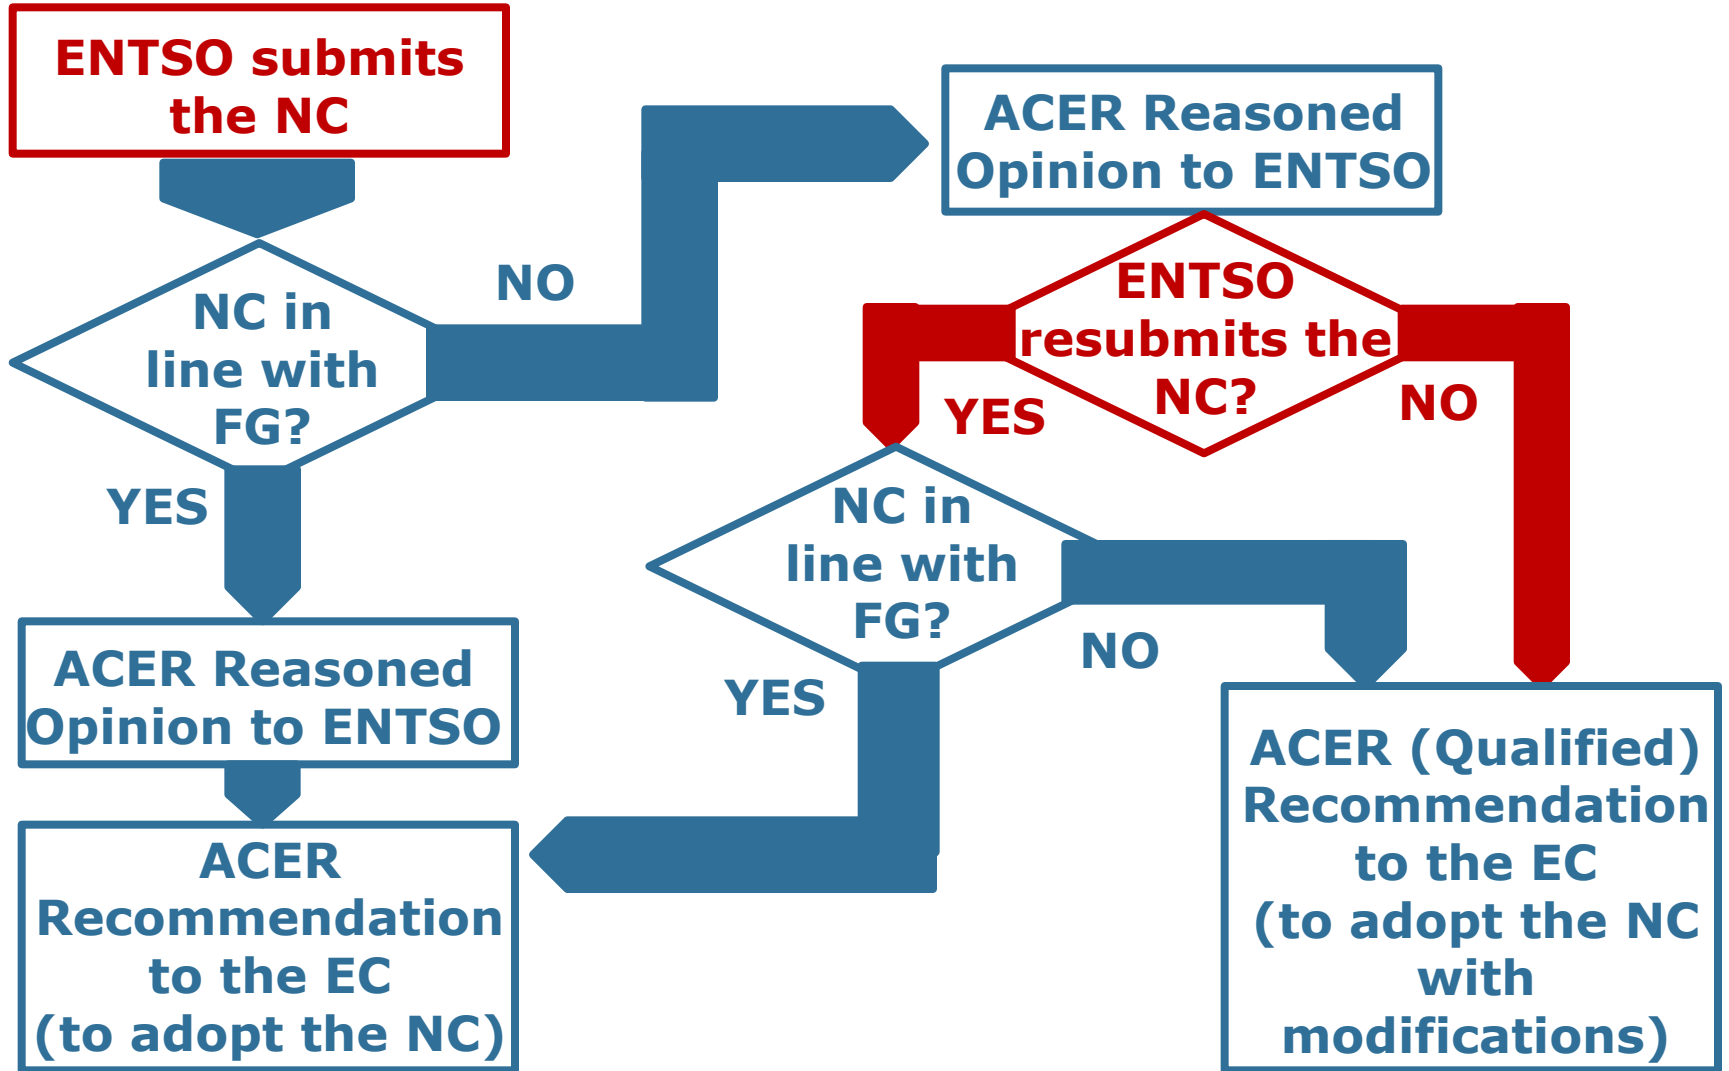 ENTSO submits
the NC
NC in
line with
FG?
NO
YES
ACER Reasoned
Opinion to ENTSO
ACER
Recommendation
to the EC
(to adopt the NC)
ACER Reasoned
Opinion to ENTSO
ENTSO
resubmits the
NC?
YES
NO
NC in
line with
FG?
NO
YES
ACER (Qualified)
Recommendation
to the EC
(to adopt the NC
with
modifications)